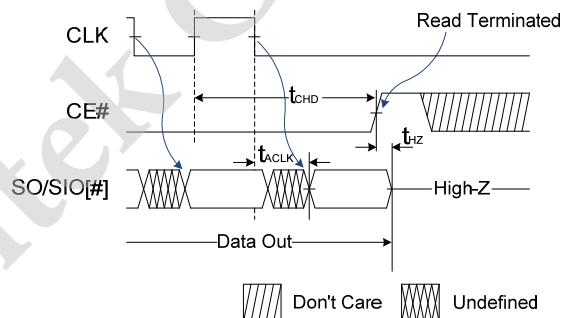 Read Terminated
CLK
tCHD
CE#
tHZ
tACLK
SO/SIO[#]
High-Z
Data Out
Don't Care
Undefined